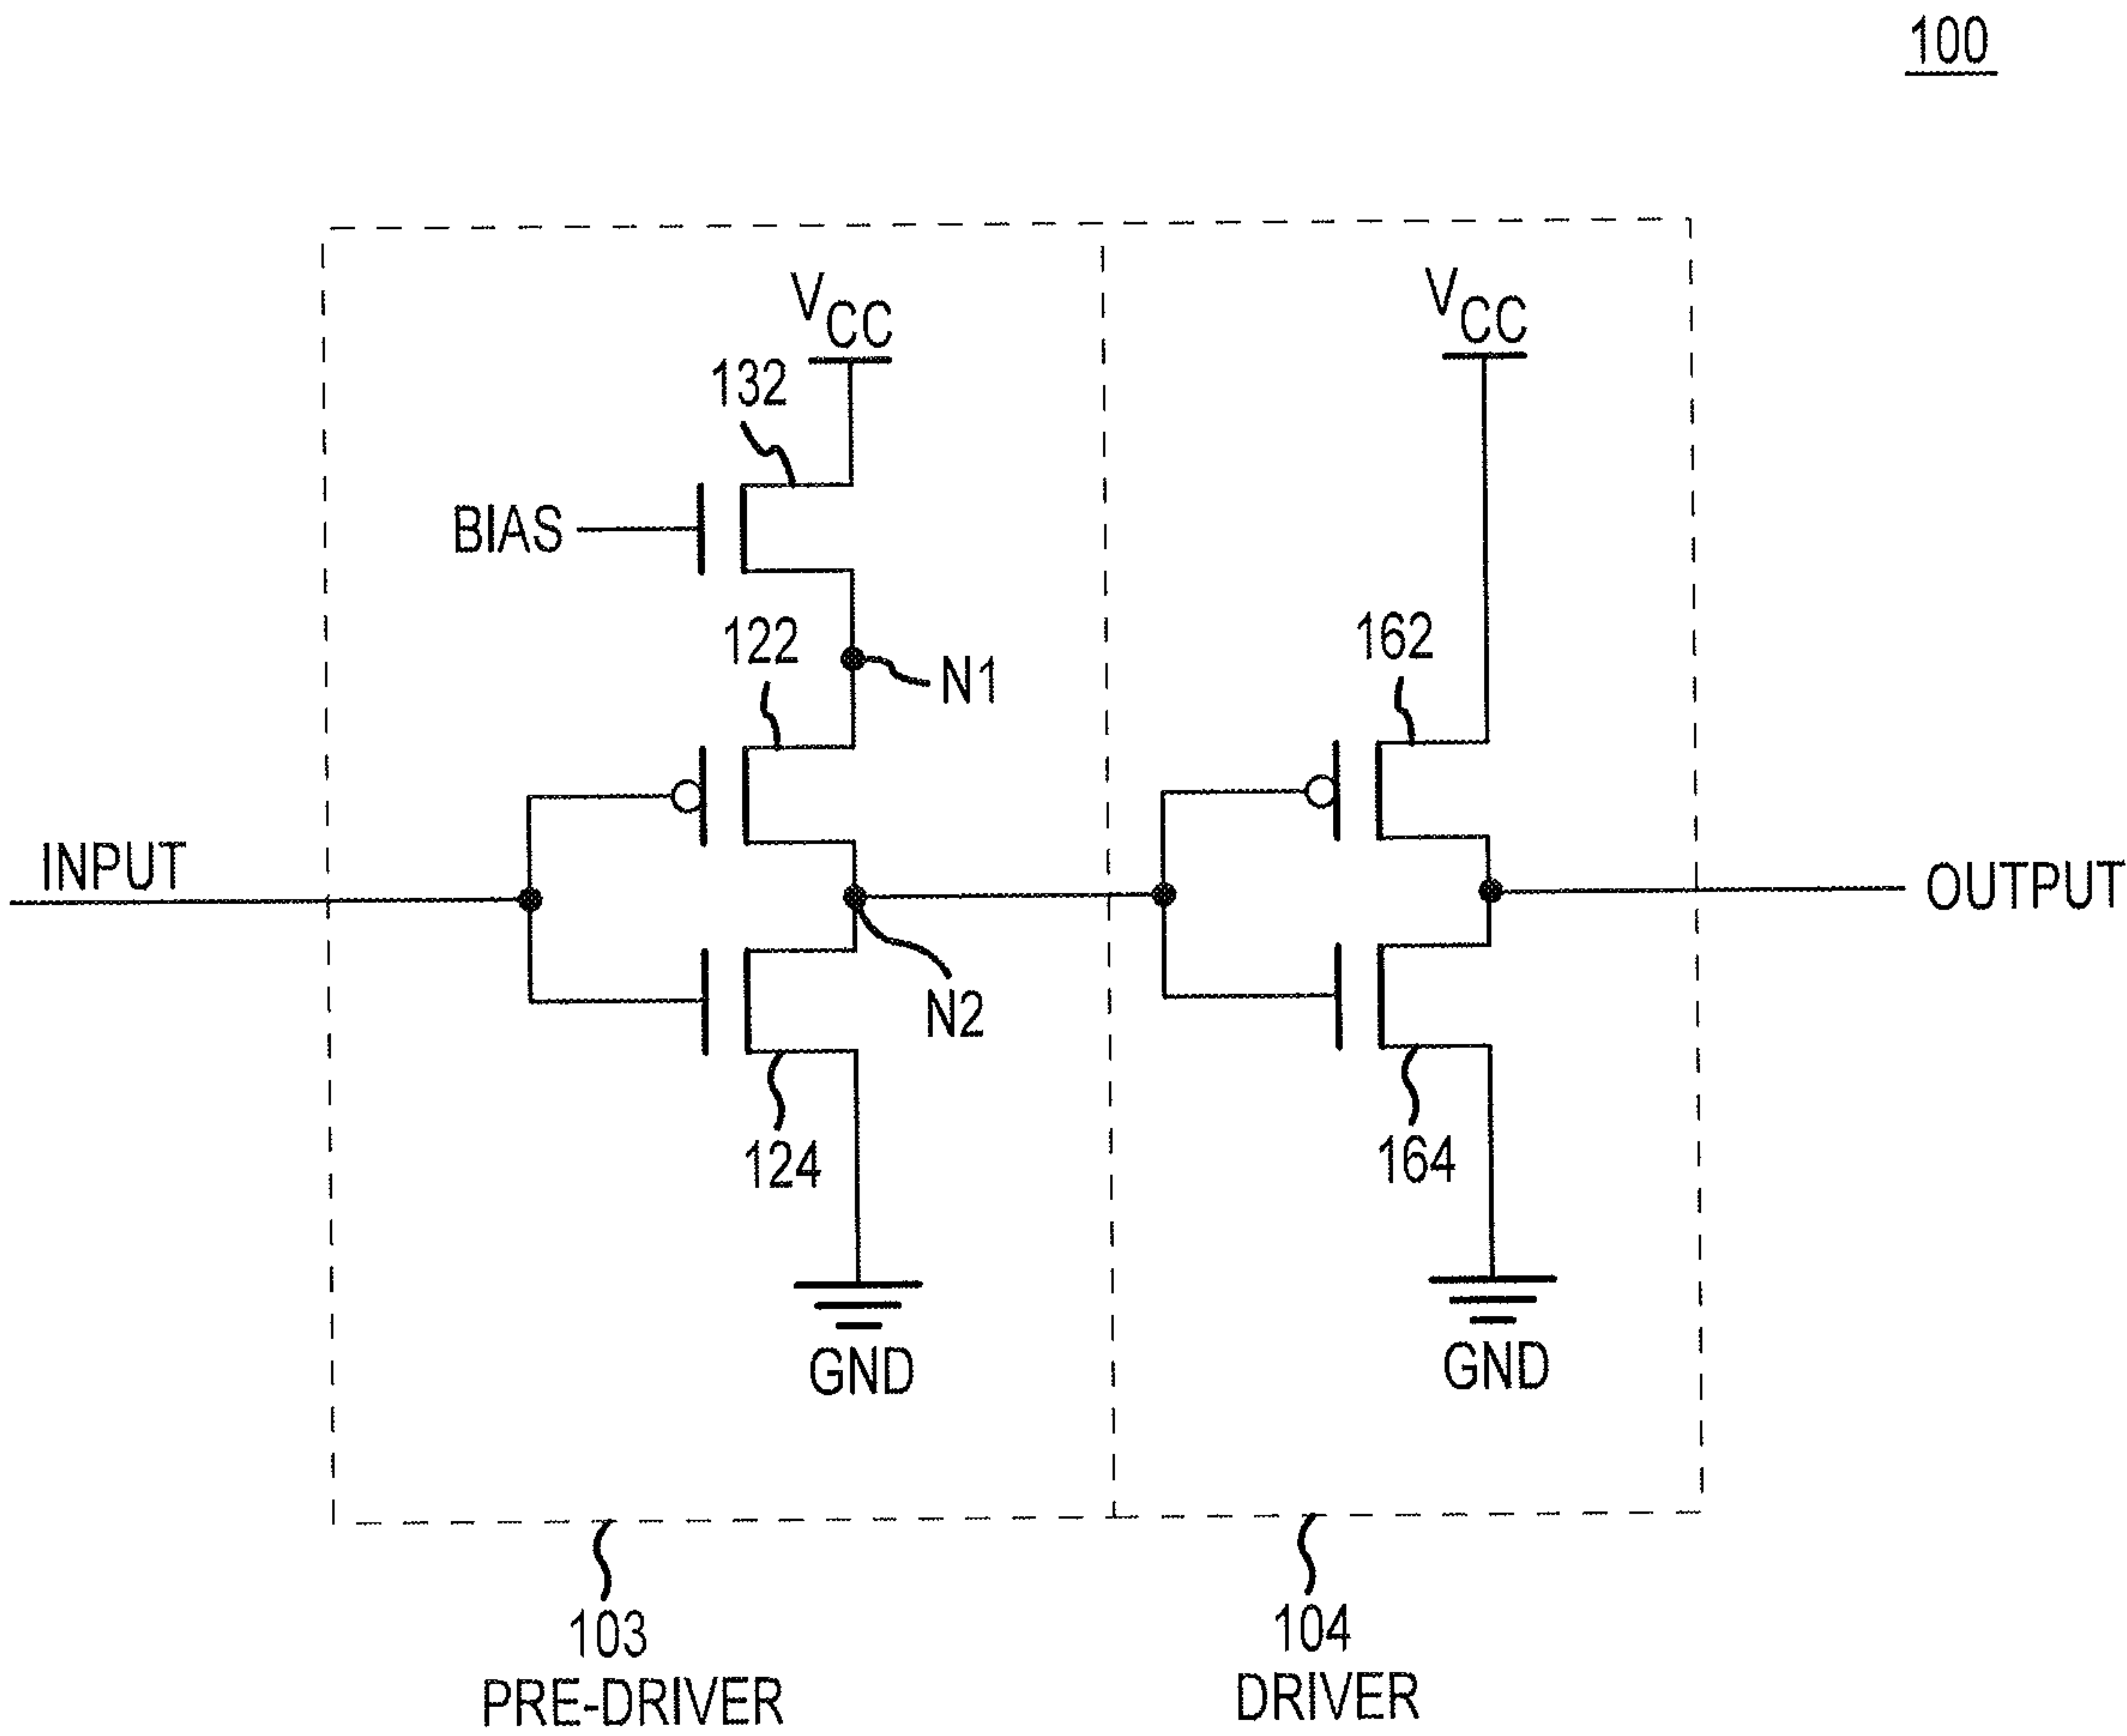 100
VCC
VCC
132
BIAS
122
N1
162
INPUT
OUTPUT
N2
124
164
GND
GND
103
PRE-DRIVER
104
DRIVER